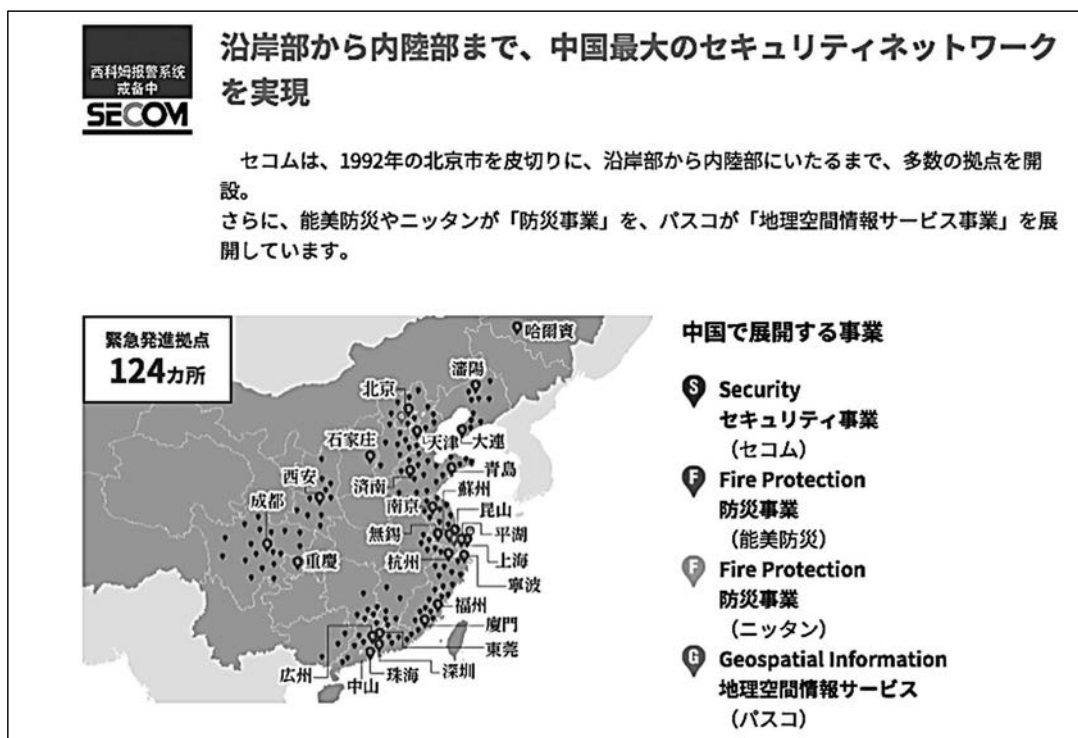 西科姆报警系统
戒备中
SECOM
沿岸部から内陸部まで、中国最大のセキュリティネットワーク
を実現
セコムは、1992年の北京市を皮切りに、沿岸部から内陸部にいたるまで、多数の拠点を開
設。
さらに、能美防災やニッタンが「防災事業」を、パスコが「地理空間情報サービス事業」を展
開しています。
緊急発進拠点
124カ所
哈爾賓
瀋陽
北京
石家庄
天津
大連
西安
済南
青島
成都
南京
蘇州
昆山
無錫
平湖
重慶
杭州
上海
寧波
福州
廈門
東莞
広州
中山
珠海
深圳
中国で展開する事業
S Security
セキュリティ事業
（セコム）
F Fire Protection
防災事業
（能美防災）
F Fire Protection
防災事業
（ニッタン）
G Geospatial Information
地理空間情報サービス
（パスコ）